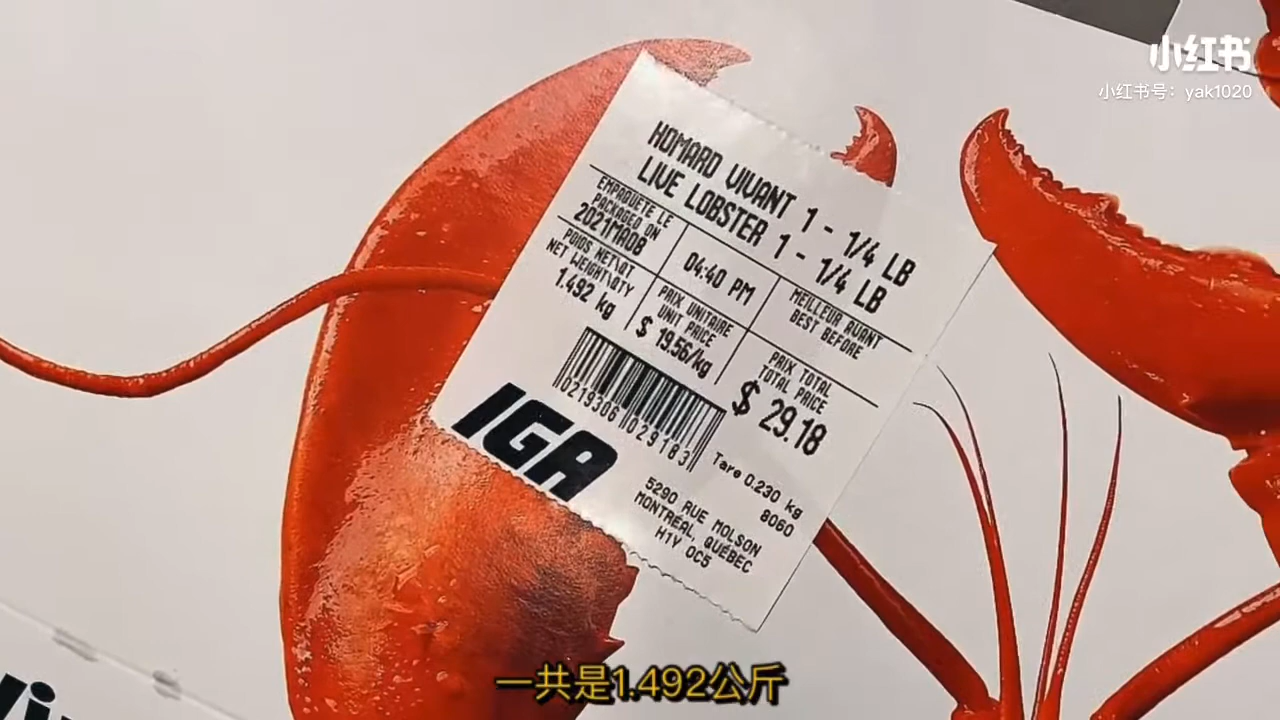 小红书
小红书号：yak1020
HOMARD VIVANT 1 - 1/4 LB
LIVE LOBSTER 1 - 1/4 LB
EMPAQUETÉ LE
PACKAGED ON
2021MA08
04:40 PM
MEILLEUR AVANT
BEST BEFORE
POIDS NET\QT
NET WEIGHT\QTY
1.492 kg
PRIX UNITAIRE
UNIT PRICE
$ 19.56/kg
PRIX TOTAL
TOTAL PRICE
$ 29.18
0219306 029183
Tare 0.230 kg
8060
IGA
5290 RUE MOLSON
MONTRÉAL, QUÉBEC
H1Y 0C5
一共是1.492公斤